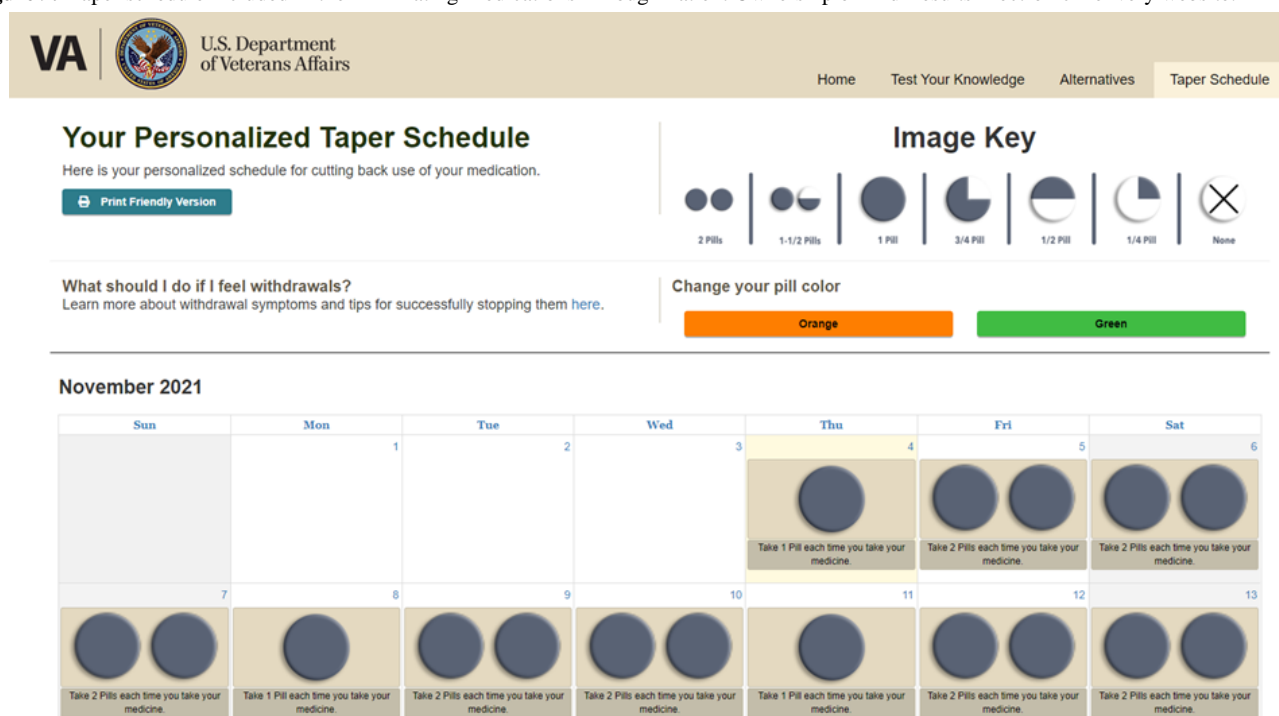 VA
U.S. Department
of Veterans Affairs
Home Test Your Knowledge Alternatives Taper Schedule
Your Personalized Taper Schedule
Here is your personalized schedule for cutting back use of your medication.
Print Friendly Version
Image Key
2 Pills 1-1/2 Pills 1 Pill 3/4 Pill 1/2 Pill 1/4 Pill None
What should I do if I feel withdrawals?
Learn more about withdrawal symptoms and tips for successfully stopping them here.
Change your pill color
Orange Green
November 2021
Sun Mon Tue Wed Thu Fri Sat
1 2 3 4 5 6
Take 1 Pill each time you take your Take 2 Pills each time you take your Take 2 Pills each time you take your
medicine. medicine. medicine.
7 8 9 10 11 12 13
Take 2 Pills each time you take your Take 1 Pill each time you take your Take 2 Pills each time you take your Take 2 Pills each time you take your Take 1 Pill each time you take your Take 2 Pills each time you take your Take 2 Pills each time you take your
medicine. medicine. medicine. medicine. medicine. medicine. medicine.